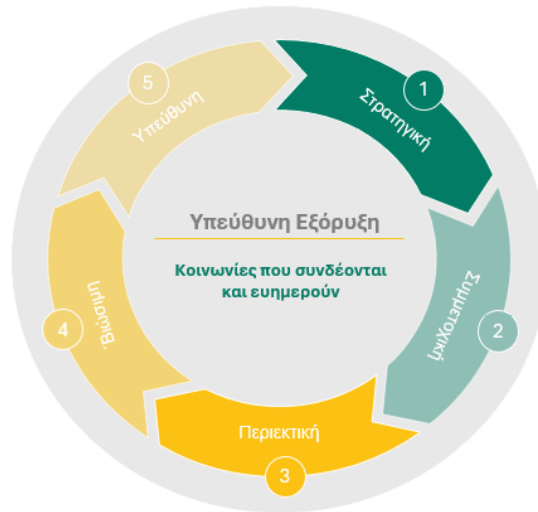 Υπεύθυνη Εξόρυξη
Κοινωνίες που συνδέονται
και ευημερούν
1
Στρατηγική
2
Συμμετοχική
3
Περιεκτική
4
Βιώσιμη
5
Υπεύθυνη